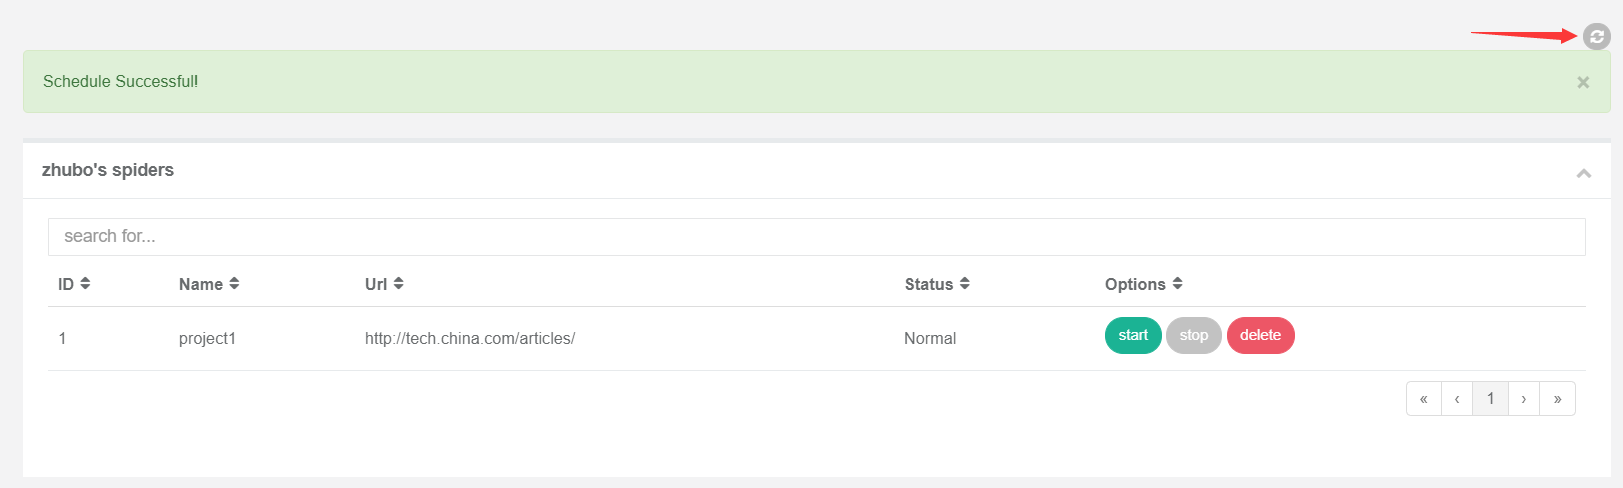 Schedule Successful!
×
zhubo's spiders
search for...
ID Name Url Status Options
1 project1 http://tech.china.com/articles/ Normal start stop delete
« ‹ 1 › »